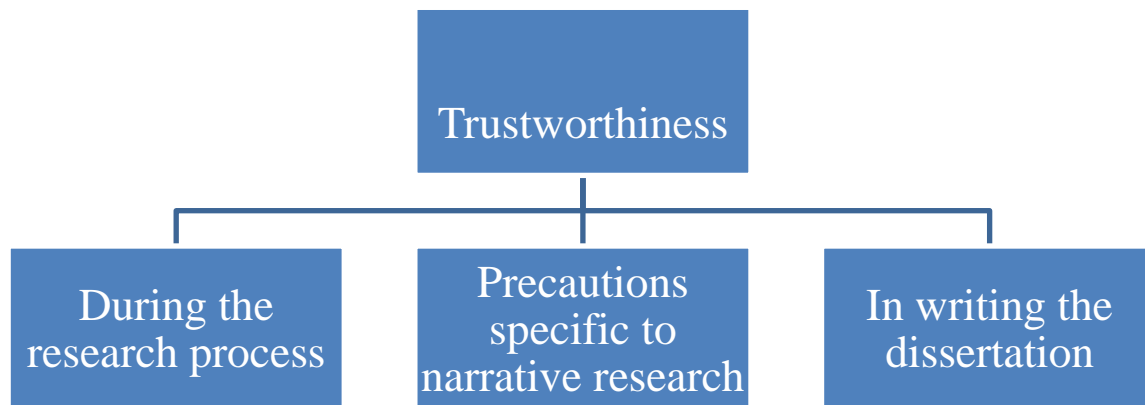 Trustworthiness
During the
research process
Precautions
specific to
narrative research
In writing the
dissertation